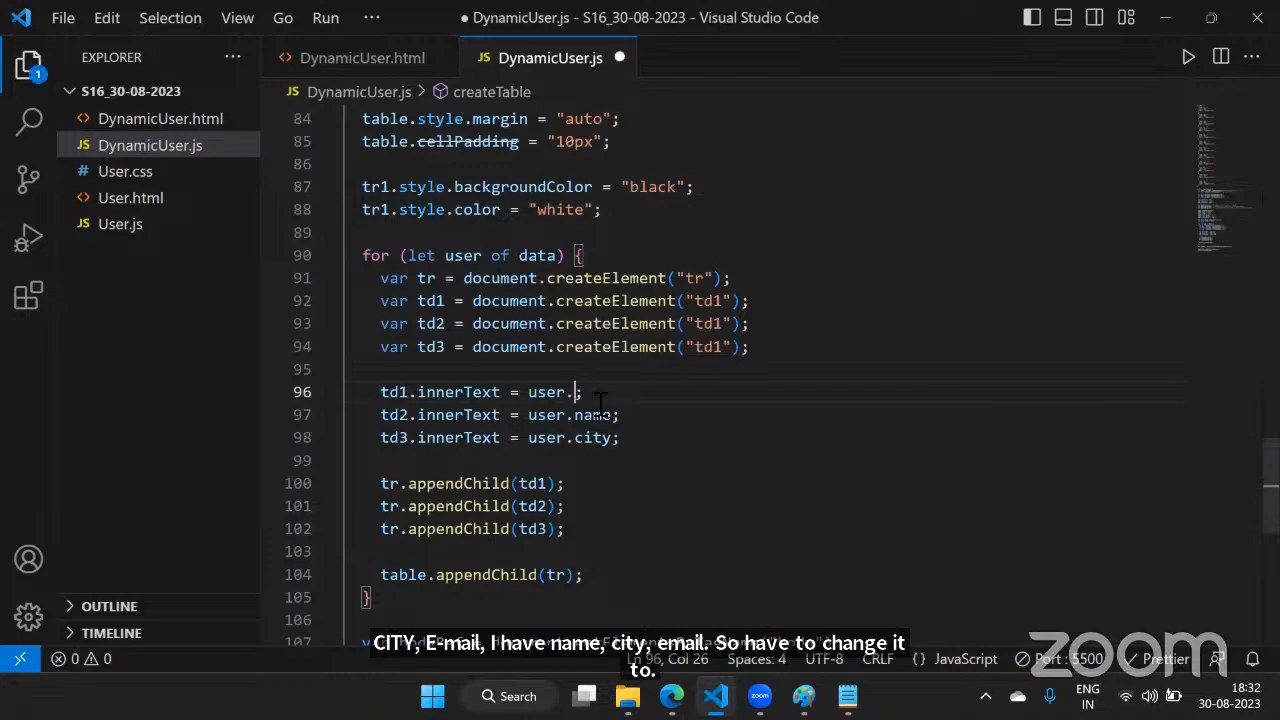 File Edit Selection View Go Run ··· ● DynamicUser.js - S16_30-08-2023 - Visual Studio Code
EXPLORER ···
DynamicUser.html
JS DynamicUser.js
S16_30-08-2023
DynamicUser.html
JS DynamicUser.js
# User.css
User.html
JS User.js
OUTLINE
TIMELINE
JS DynamicUser.js > createTable
84 table.style.margin = "auto";
85 table.cellPadding = "10px";
86
87 tr1.style.backgroundColor = "black";
88 tr1.style.color = "white";
89
90 for (let user of data) {
91 var tr = document.createElement("tr");
92 var td1 = document.createElement("td1");
93 var td2 = document.createElement("td1");
94 var td3 = document.createElement("td1");
95
96 td1.innerText = user.;
97 td2.innerText = user.name;
98 td3.innerText = user.city;
99
100 tr.appendChild(td1);
101 tr.appendChild(td2);
102 tr.appendChild(td3);
103
104 table.appendChild(tr);
105 }
106
107
CITY, E-mail, I have name, city, email. So have to change it
to.
zoom
0 0 Ln 96, Col 26 Spaces: 4 UTF-8 CRLF {} JavaScript Port : 5500 Prettier
1
Search
zoom
ENG
IN
18:32
30-08-2023